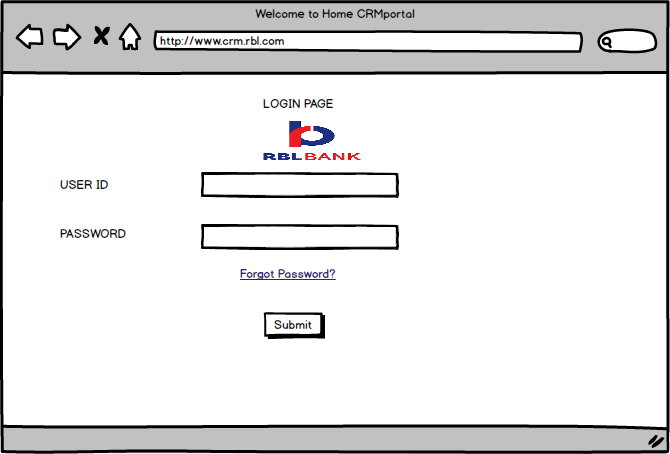 Welcome to Home CRMportal
http://www.crm.rbl.com
LOGIN PAGE
RBLBANK
USER ID
PASSWORD
Forgot Password?
Submit